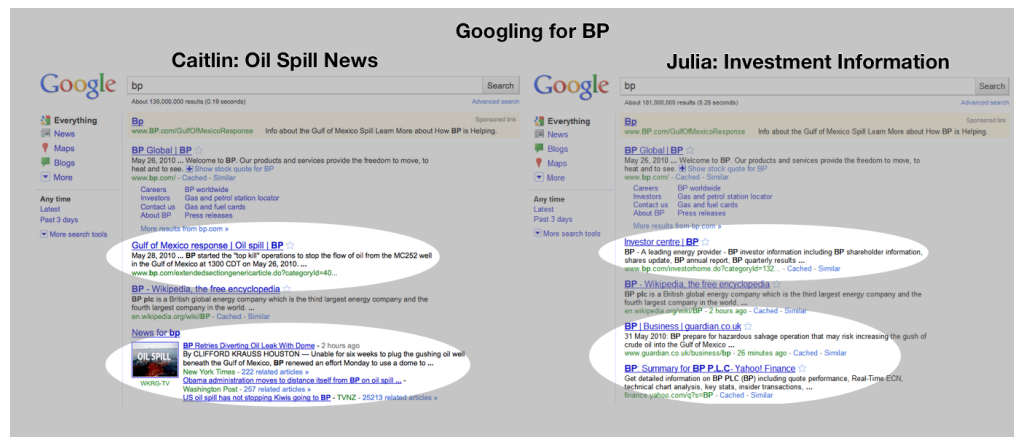 Googling for BP
Caitlin: Oil Spill News
Google
bp
Search
About 139,000,000 results (0.19 seconds)
Advanced search
Everything
News
Maps
Blogs
More
Any time
Latest
Past 3 days
More search tools
Bp
Sponsored link
www.BP.com/GulfOfMexicoResponse Info about the Gulf of Mexico Spill Learn More about How BP is Helping.
BP Global | BP
May 26, 2010 ... Welcome to BP. Our products and services provide the freedom to move, to
heat and to see. Show stock quote for BP
www.bp.com/ - Cached - Similar
Careers BP worldwide
Investors Gas and petrol station locator
Contact us Gas and fuel cards
About BP Press releases
More results from bp.com »
Gulf of Mexico response | Oil spill | BP
May 28, 2010 ... BP started the "top kill" operations to stop the flow of oil from the MC252 well
in the Gulf of Mexico at 1300 CDT on May 26, 2010. ...
www.bp.com/extendedsectiongenericarticle.do?categoryId=40...
BP - Wikipedia, the free encyclopedia
BP plc is a British global energy company which is the third largest energy company and the
fourth largest company in the world. ...
en.wikipedia.org/wiki/BP - Cached - Similar
News for bp
OIL SPILL
WKRG-TV
BP Retries Diverting Oil Leak With Dome - 2 hours ago
By CLIFFORD KRAUSS HOUSTON — Unable for six weeks to plug the gushing oil well
beneath the Gulf of Mexico, BP renewed an effort Monday to use a dome to ...
New York Times - 222 related articles »
Obama administration moves to distance itself from BP on oil spill ... -
Washington Post - 257 related articles »
US oil spill has not stopping Kiwis going to BP - TVNZ - 25213 related articles »
Julia: Investment Information
Google
bp
Search
About 181,000,000 results (0.28 seconds)
Advanced search
Everything
News
Maps
Blogs
More
Any time
Latest
Past 3 days
More search tools
Bp
Sponsored link
www.BP.com/GulfOfMexicoResponse Info about the Gulf of Mexico Spill Learn More about How BP is Helping.
BP Global | BP
May 26, 2010 ... Welcome to BP. Our products and services provide the freedom to move, to
heat and to see. Show stock quote for BP
www.bp.com/ - Cached - Similar
Careers BP worldwide
Investors Gas and petrol station locator
Contact us Gas and fuel cards
About BP Press releases
More results from bp.com »
Investor centre | BP
BP - A leading energy provider - BP investor information including BP shareholder information,
shares update, BP annual report, BP quarterly results ...
www.bp.com/investorhome.do?categoryId=132... - Cached - Similar
BP - Wikipedia, the free encyclopedia
BP plc is a British global energy company which is the third largest energy company and the
fourth largest company in the world. ...
en.wikipedia.org/wiki/BP - 2 hours ago - Cached - Similar
BP | Business | guardian.co.uk
31 May 2010: BP prepare for hazardous salvage operation that may risk increasing the gush of
crude oil into the Gulf of Mexico ...
www.guardian.co.uk/business/bp - 26 minutes ago - Cached - Similar
BP: Summary for BP P.L.C- Yahoo! Finance
Get detailed information on BP PLC (BP) including quote performance, Real-Time ECN,
technical chart analysis, key stats, insider transactions, ...
finance.yahoo.com/q?s=BP - Cached - Similar